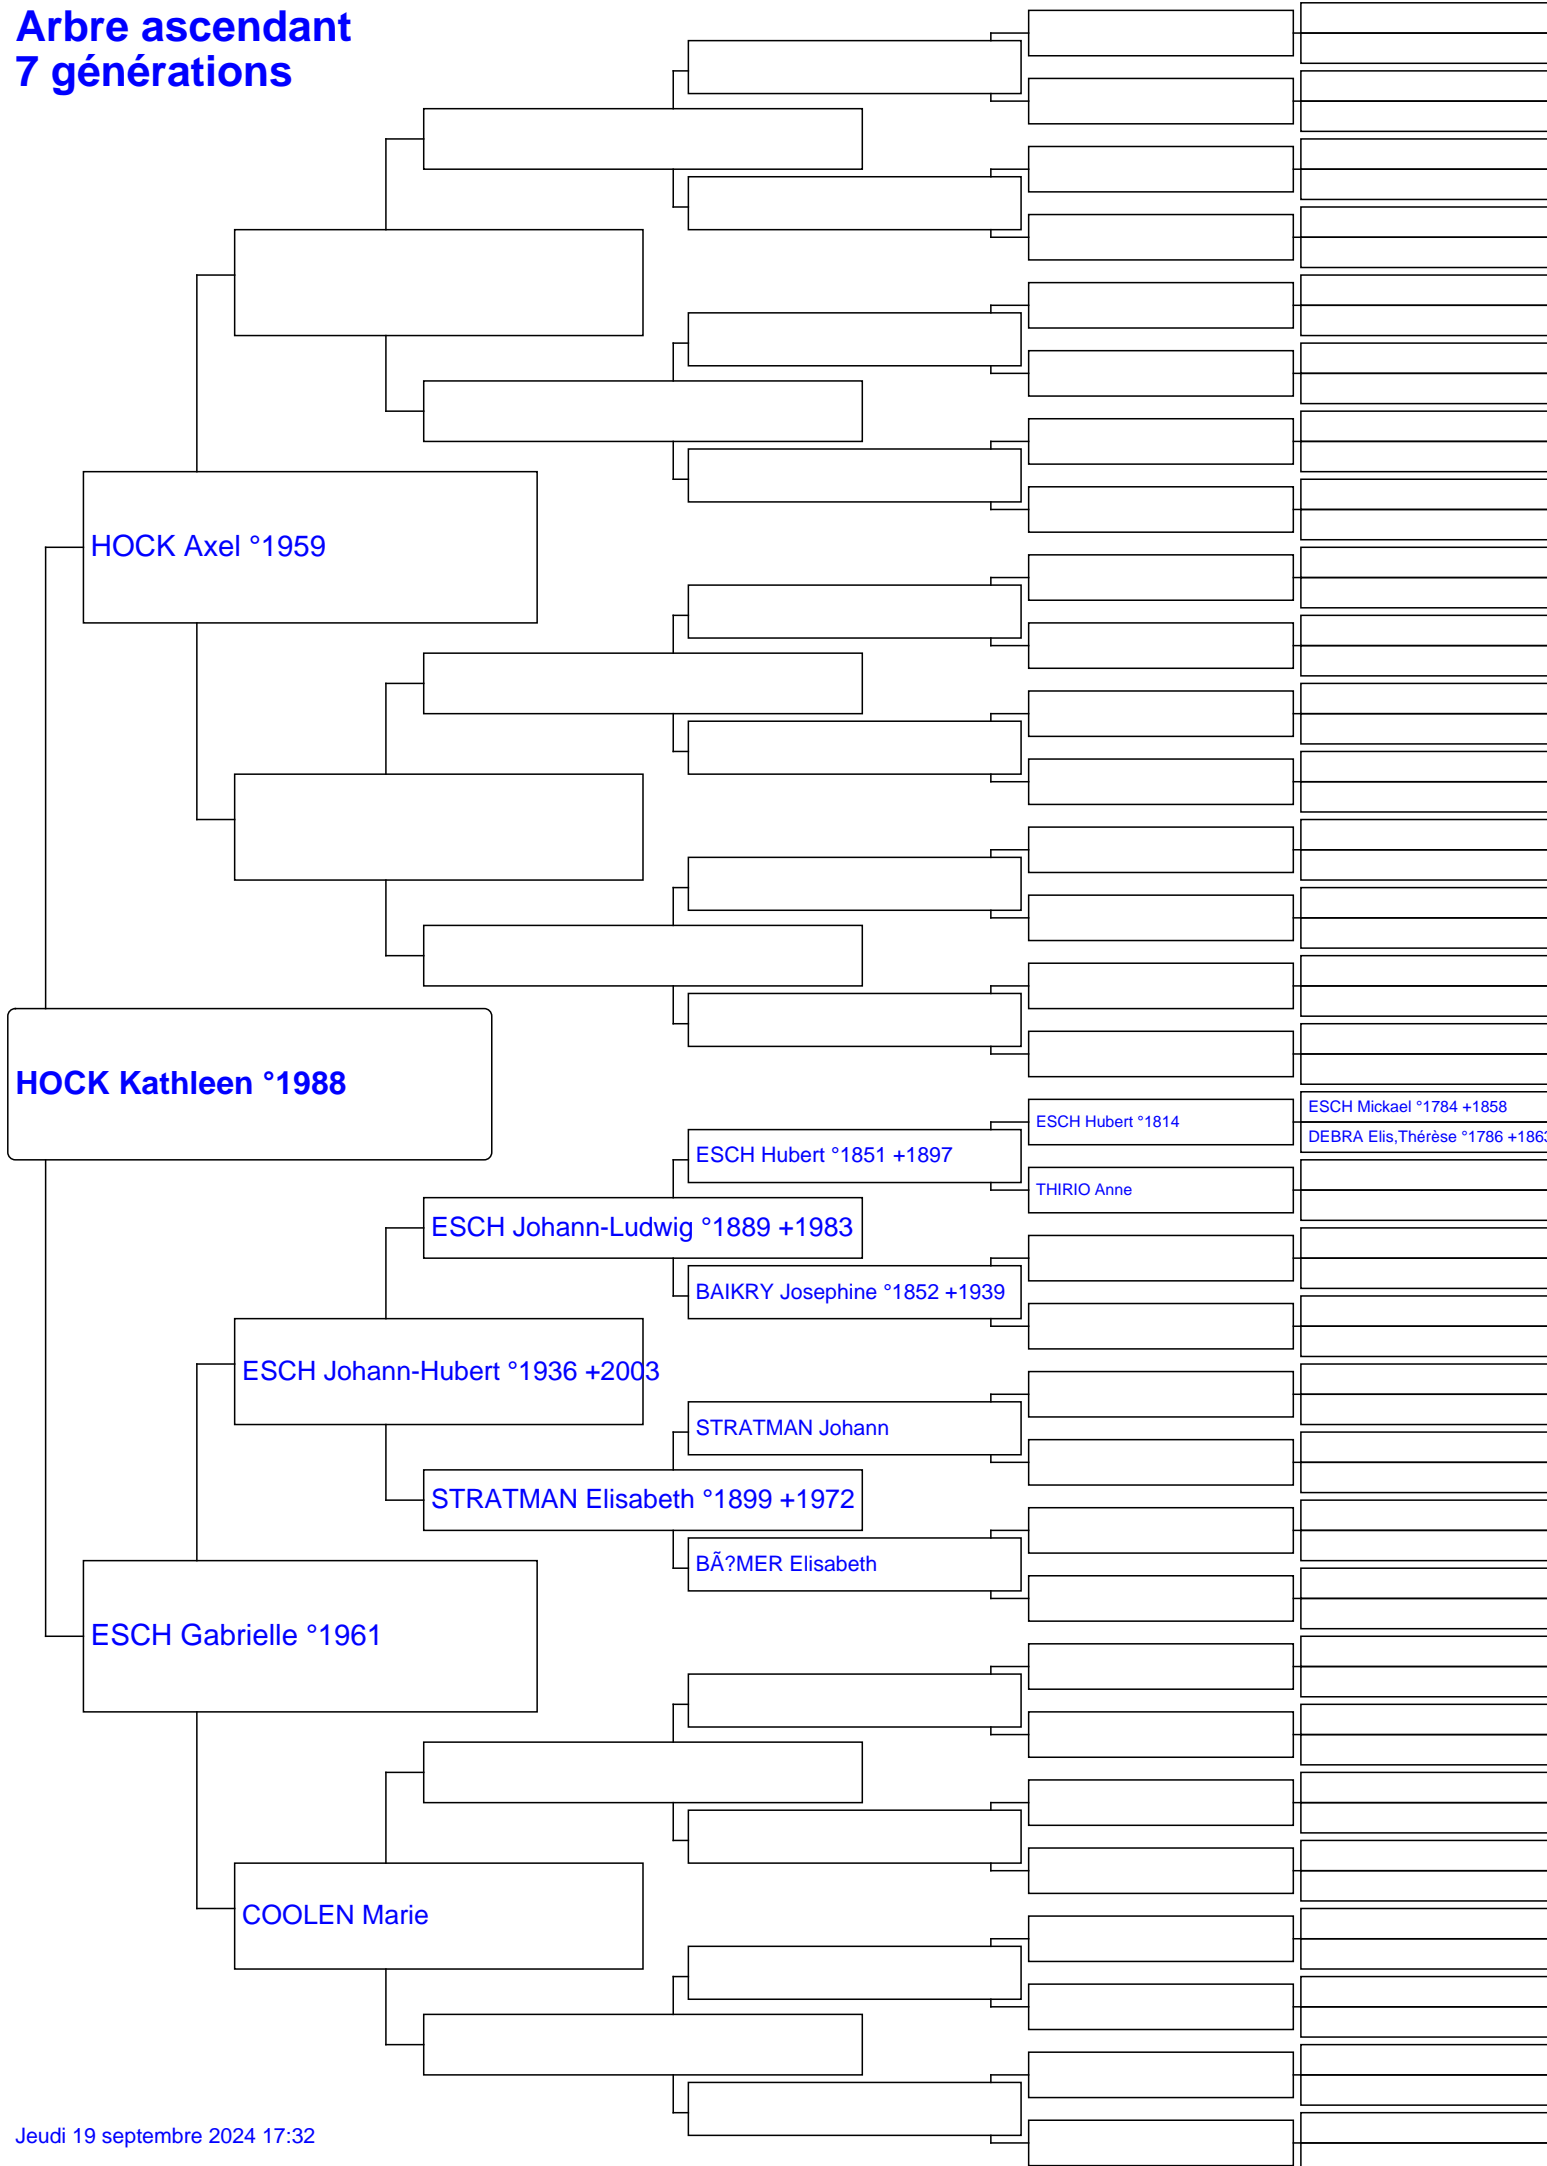 Arbre ascendant
7 générations
HOCK Axel °1959
HOCK Kathleen °1988
ESCH Mickael °1784 +1858
ESCH Hubert °1814
DEBRA Elis,Thérèse °1786 +1863
ESCH Hubert °1851 +1897
THIRIO Anne
ESCH Johann-Ludwig °1889 +1983
BAIKRY Josephine °1852 +1939
ESCH Johann-Hubert °1936 +2003
STRATMAN Johann
STRATMAN Elisabeth °1899 +1972
BÃ?MER Elisabeth
ESCH Gabrielle °1961
COOLEN Marie
Jeudi 19 septembre 2024 17:32